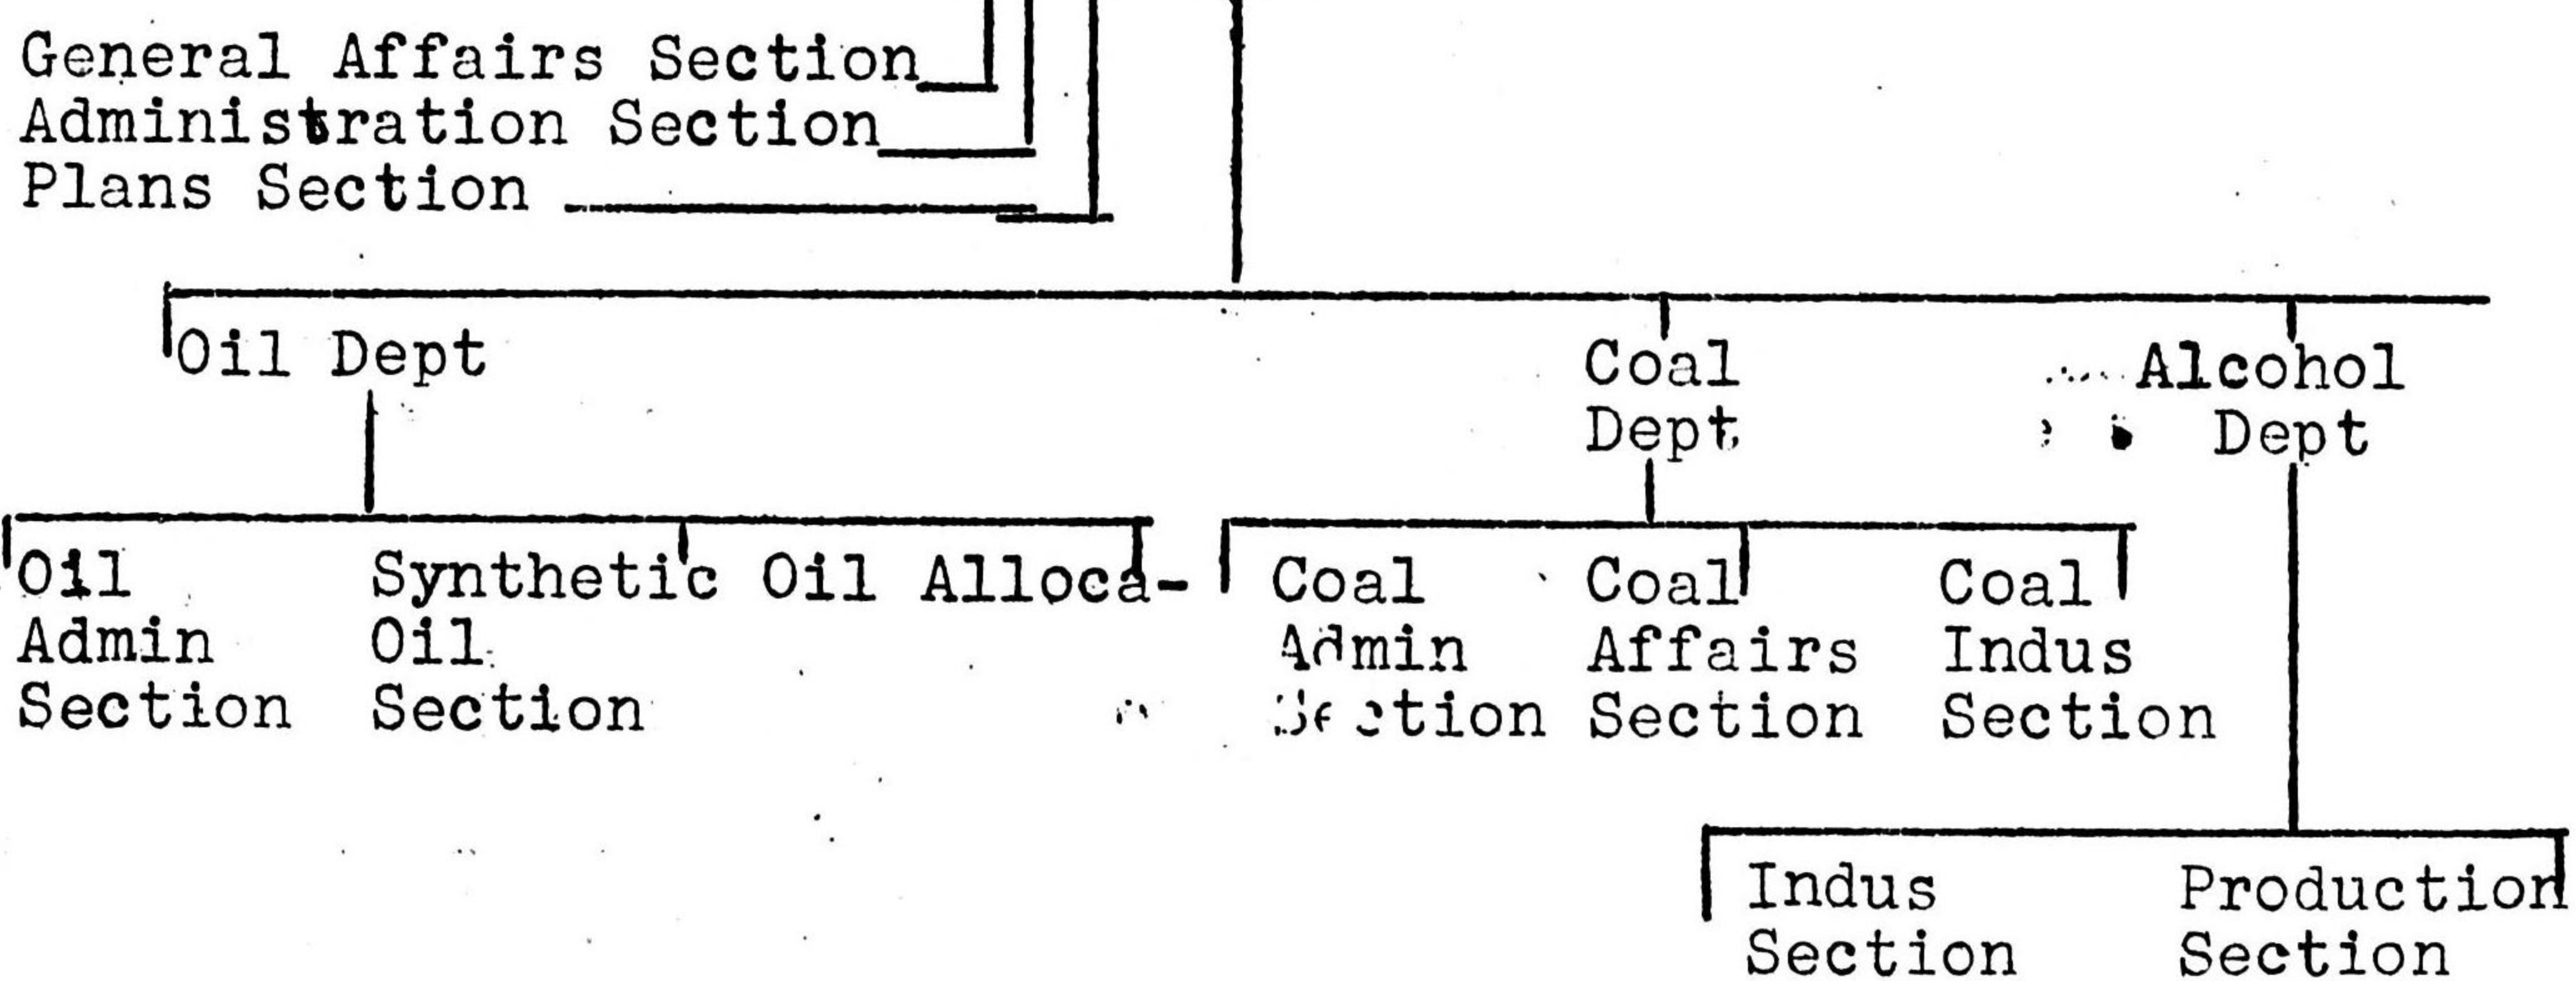 General Affairs Section
Administration Section
Plans Section
Oil Dept
Coal
Dept
Alcohol
Dept
Oil
Admin
Section
Synthetic
Oil
Section
Oil Alloca-
Coal
Admin
Section
Coal
Affairs
Section
Coal
Indus
Section
Indus
Section
Production
Section